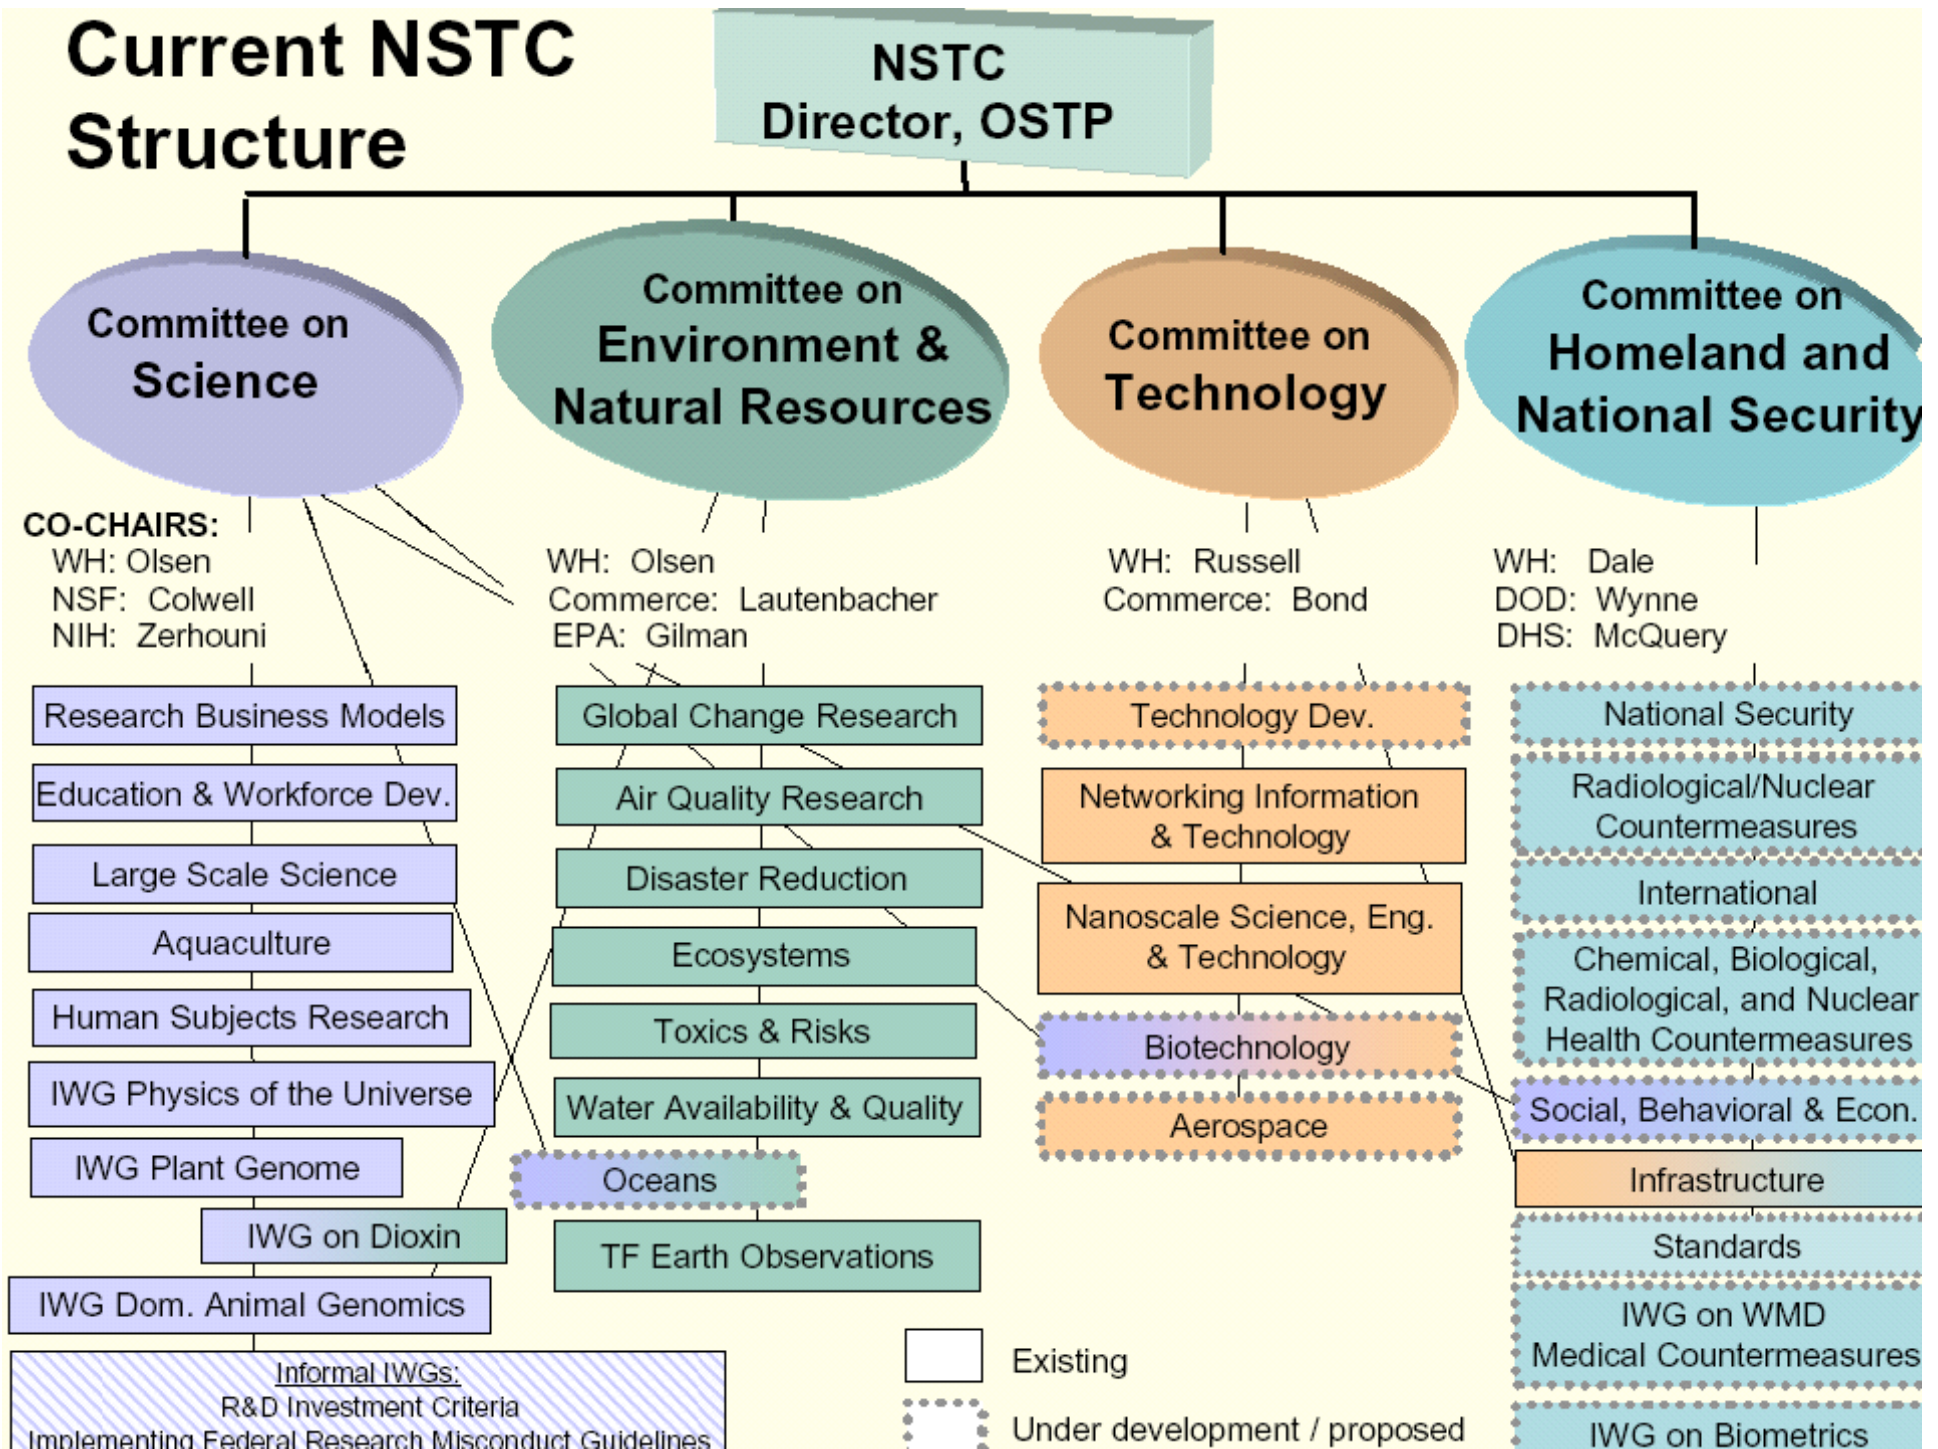 Current NSTC
Structure
NSTC
Director, OSTP
Committee on
Science
Committee on
Environment &
Natural Resources
Committee on
Technology
Committee on
Homeland and
National Security
CO-CHAIRS:
WH: Olsen
NSF: Colwell
NIH: Zerhouni
WH: Olsen
Commerce: Lautenbacher
EPA: Gilman
WH: Russell
Commerce: Bond
WH: Dale
DOD: Wynne
DHS: McQuery
Research Business Models
Education & Workforce Dev.
Large Scale Science
Aquaculture
Human Subjects Research
IWG Physics of the Universe
IWG Plant Genome
IWG on Dioxin
IWG Dom. Animal Genomics
Informal IWGs:
R&D Investment Criteria
Implementing Federal Research Misconduct Guidelines
Global Change Research
Air Quality Research
Disaster Reduction
Ecosystems
Toxics & Risks
Water Availability & Quality
Oceans
TF Earth Observations
Technology Dev.
Networking Information
& Technology
Nanoscale Science, Eng.
& Technology
Biotechnology
Aerospace
National Security
Radiological/Nuclear
Countermeasures
International
Chemical, Biological,
Radiological, and Nuclear
Health Countermeasures
Social, Behavioral & Econ.
Infrastructure
Standards
IWG on WMD
Medical Countermeasures
IWG on Biometrics
Existing
Under development / proposed